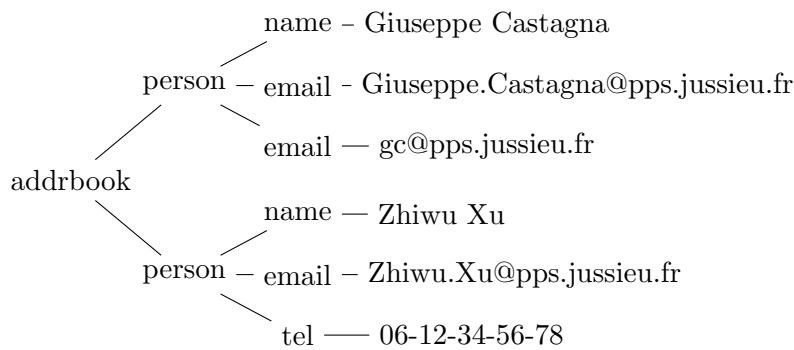 name Giuseppe Castagna
person email Giuseppe.Castagna@pps.jussieu.fr
email gc@pps.jussieu.fr
addrbook
name Zhiwu Xu
person email Zhiwu.Xu@pps.jussieu.fr
tel 06-12-34-56-78